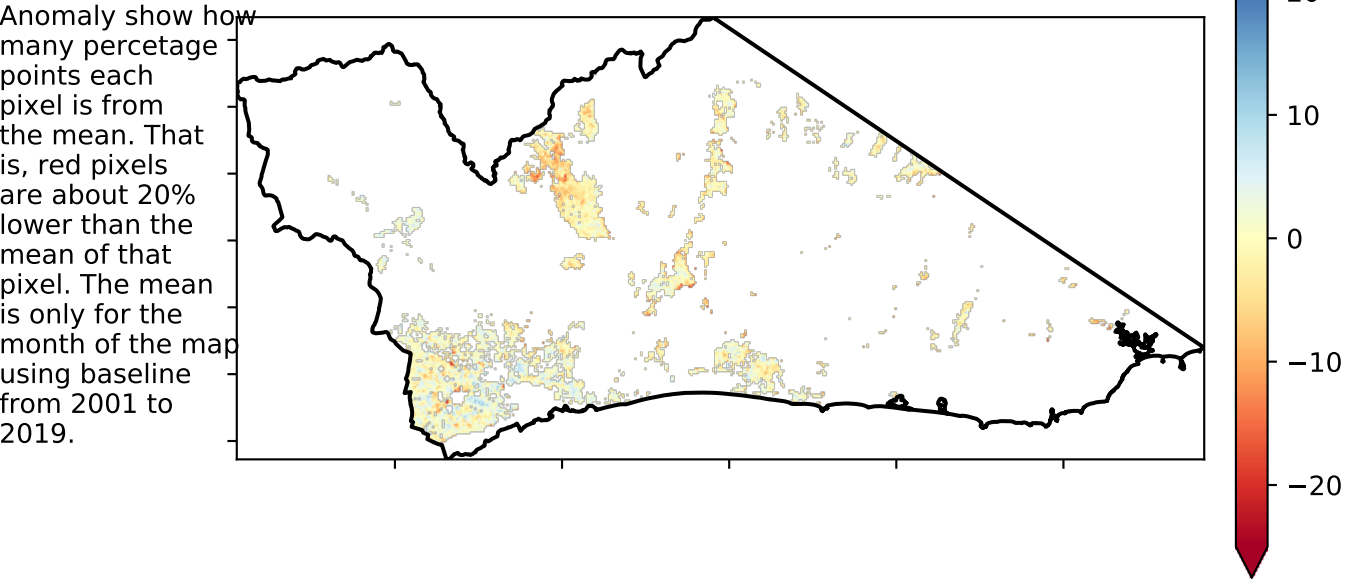 Anomaly show how
many percetage
points each
pixel is from
the mean. That
is, red pixels
are about 20%
lower than the
mean of that
pixel. The mean
is only for the
month of the map
using baseline
from 2001 to
2019.
10
0
−10
−20